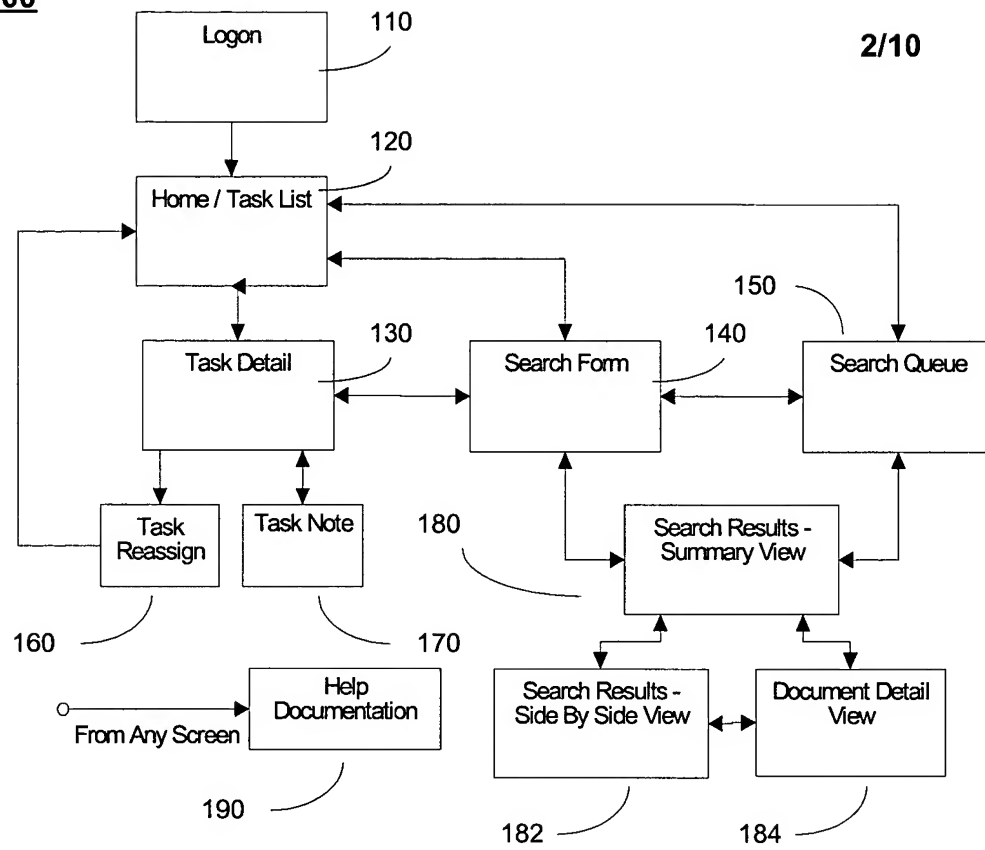 Logon
110
2/10
120
Home / Task List
150
130
140
Task Detail
Search Form
Search Queue
Task
Reassign
Task Note
180
Search Results -
Summary View
160
170
Help
Documentation
From Any Screen
Search Results -
Side By Side View
Document Detail
View
190
182
184